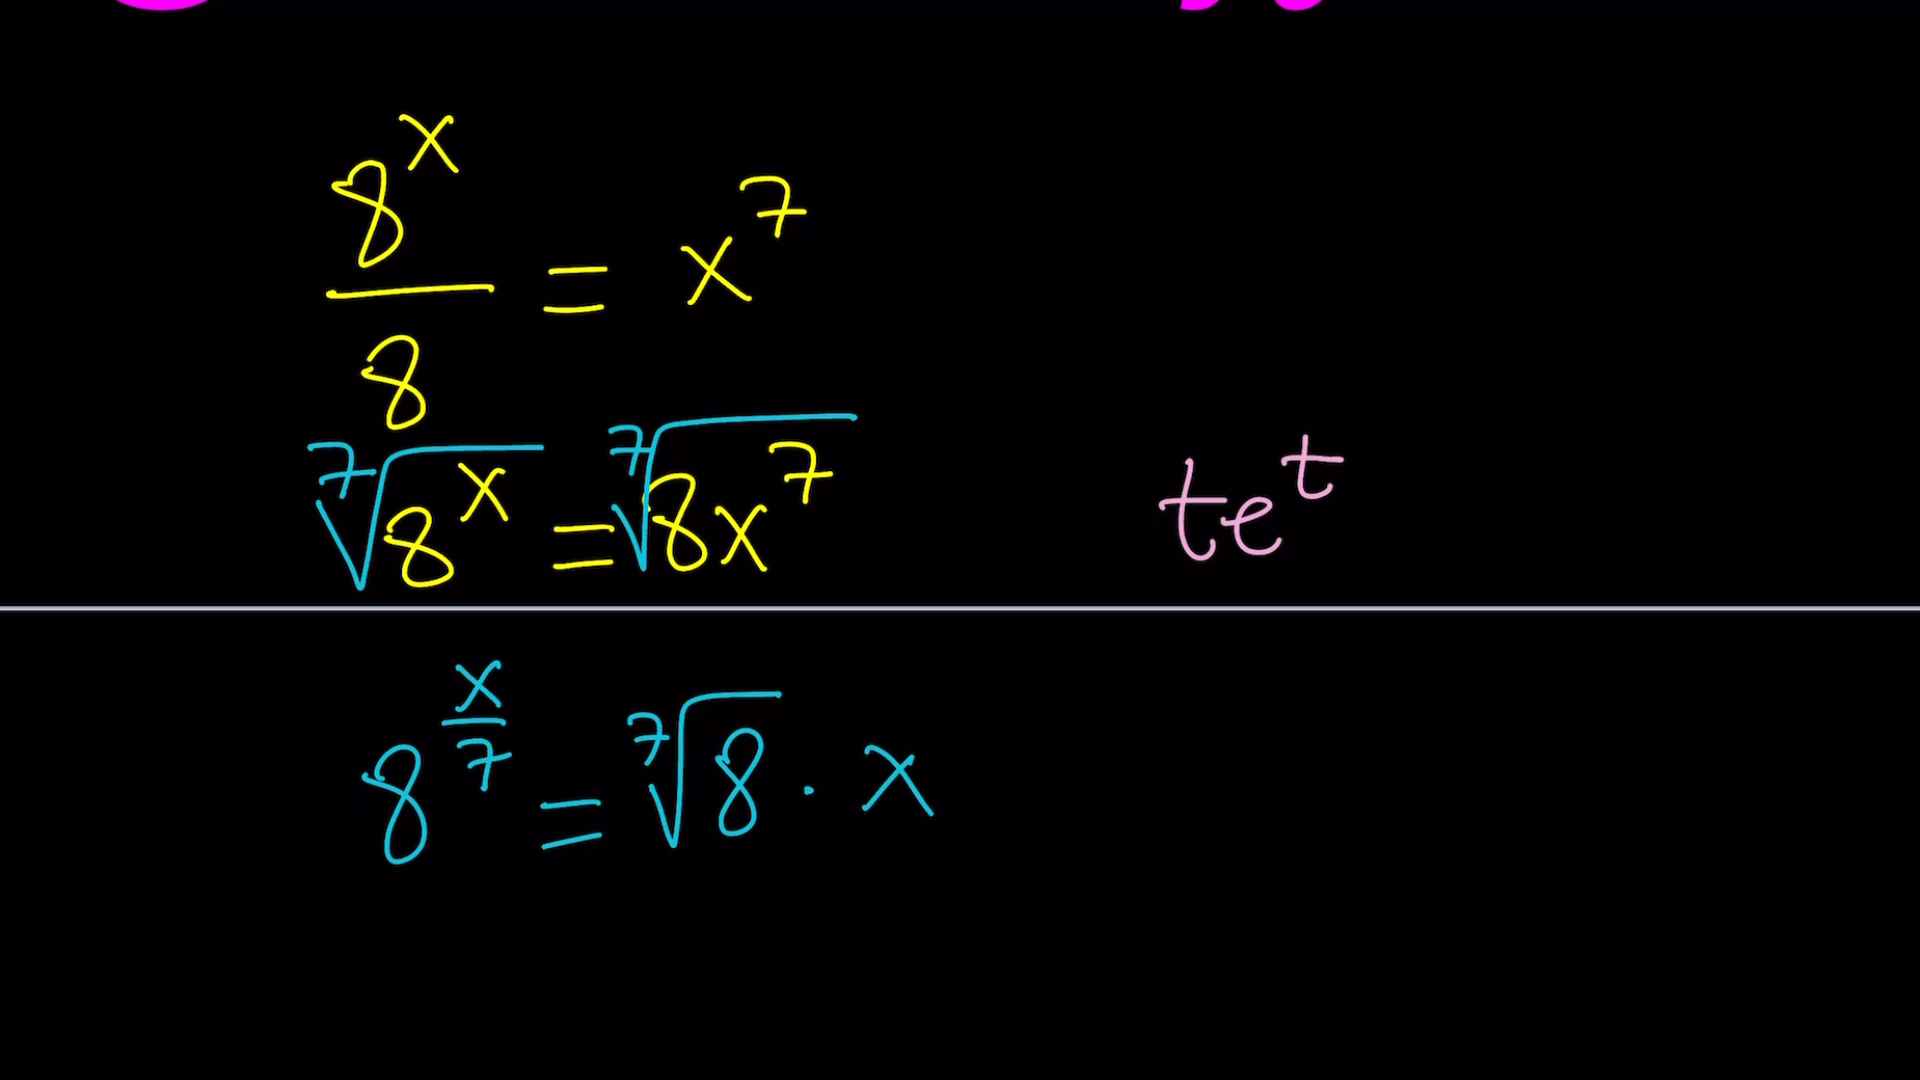 8^x / 8 = x^7
⁷√(8^x) = ⁷√(8x^7)
te^t
8^(x/7) = ⁷√8 · x